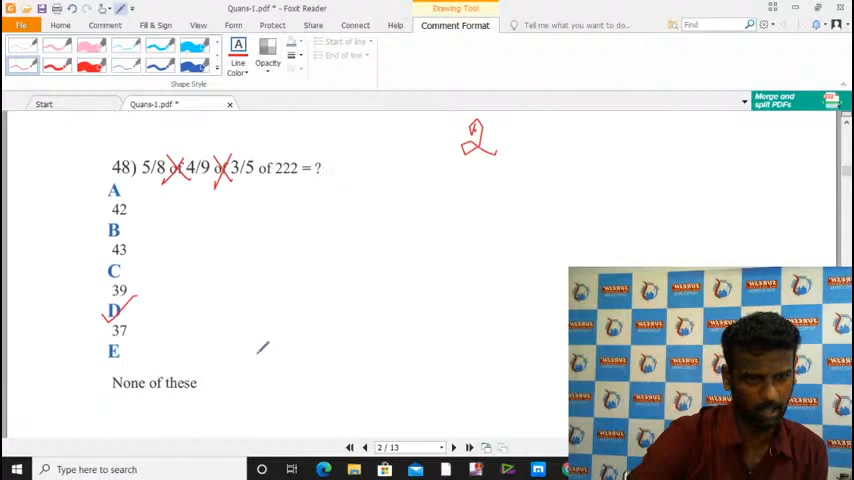 Quans-1.pdf * - Foxit Reader
Drawing Tool
File
Home
Comment
View
Form
Protect
Share
Connect
Help
Comment Format
Tell me what you want to do...
Fill & Sign
Line Color
Opacity
Start of line
End of line
Shape Style
Start
Quans-1.pdf *
Merge and split PDFs
2
48) 5/8 of 4/9 of 3/5 of 222 = ?
A
42
B
43
C
39
D
37
E
None of these
2 / 13
Type here to search